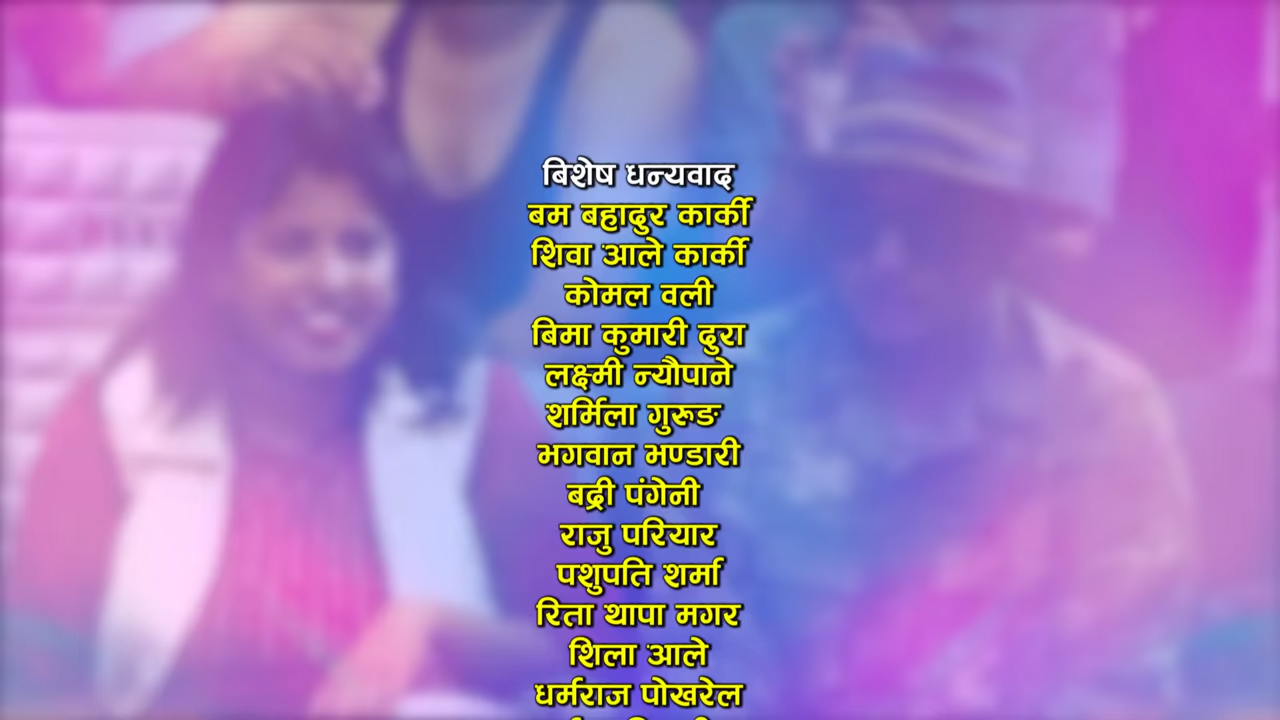 बिशेष धन्यवाद
बम बहादुर कार्की
शिवा आले कार्की
कोमल वली
बिमा कुमारी दुरा
लक्ष्मी न्यौपाने
शर्मिला गुरूङ
भगवान भण्डारी
बद्री पंगेनी
राजु परियार
पशुपति शर्मा
रिता थापा मगर
शिला आले
धर्मराज पोखरेल